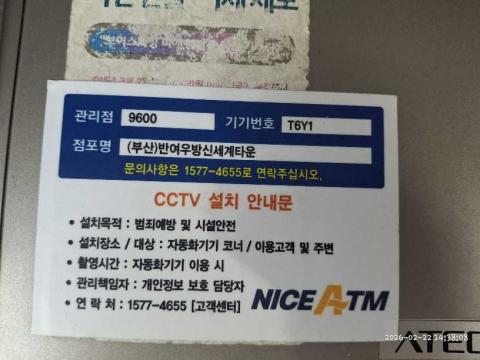 관리점 9600 기기번호 T6Y1
점포명 (부산)반여우방신세계타운
문의사항은 1577-4655로 연락주십시오.
CCTV 설치 안내문
• 설치목적 : 범죄예방 및 시설안전
• 설치장소 / 대상 : 자동화기기 코너 / 이용고객 및 주변
• 촬영시간 : 자동화기기 이용 시
• 관리책임자 : 개인정보 보호 담당자
• 연 락 처 : 1577-4655 [고객센터]
NICE ATM
2026-02-22 14:38:03
ATEC